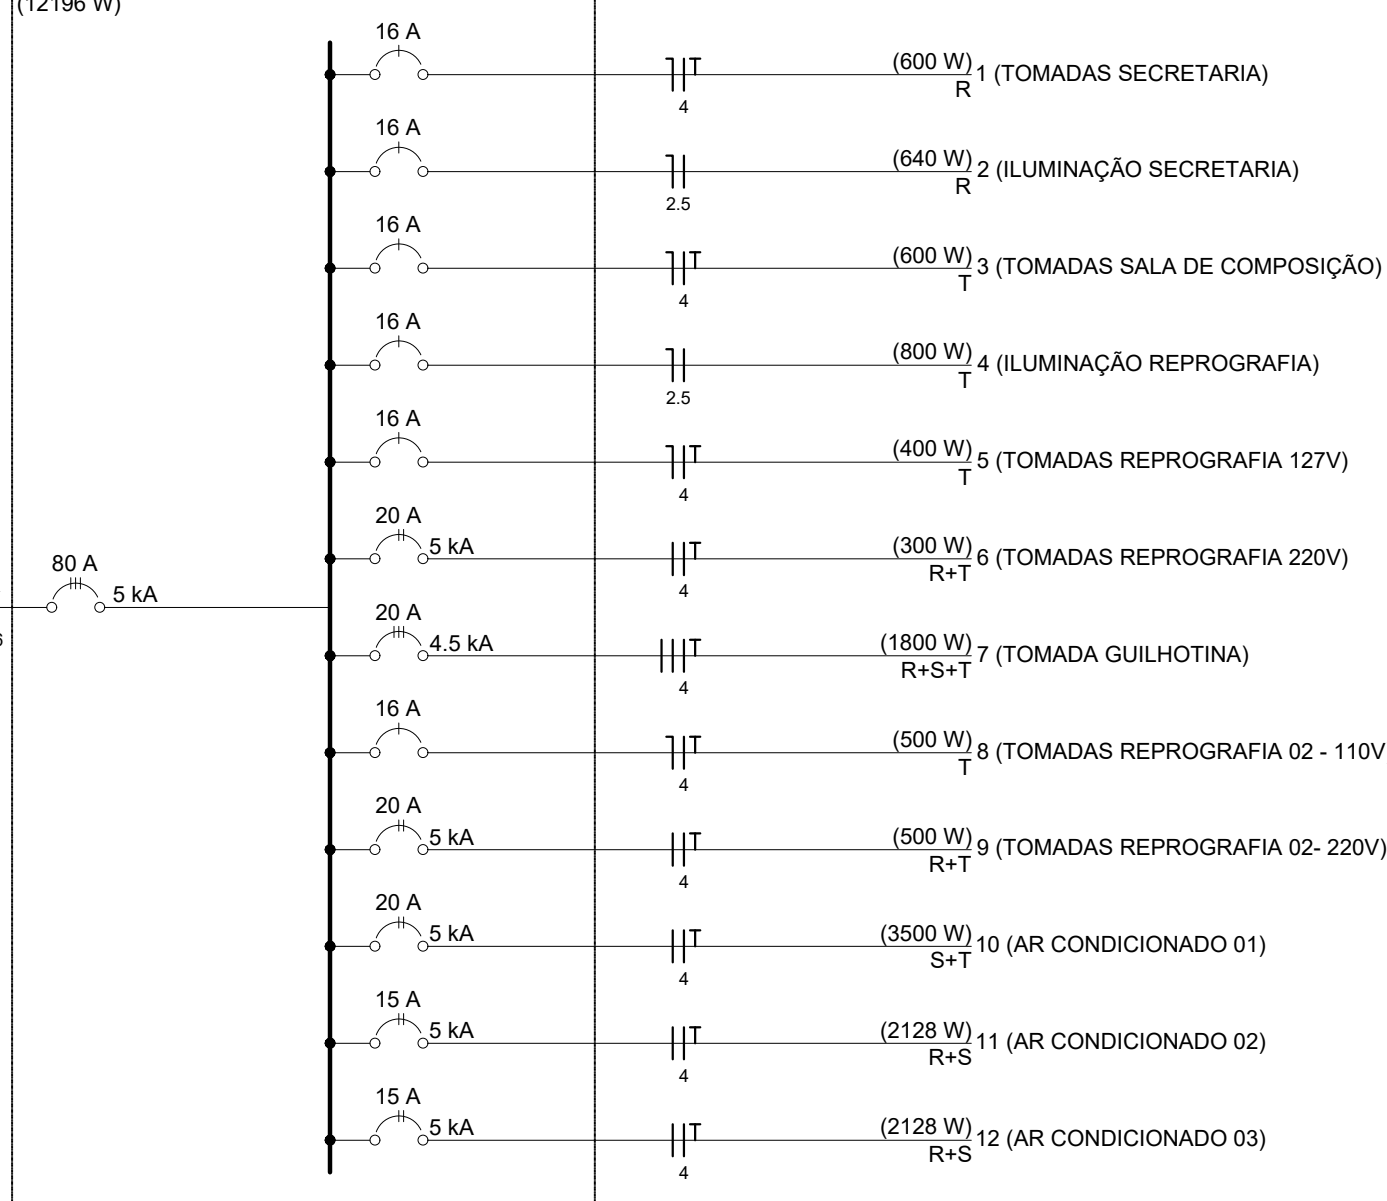 (12196 W)
16 A
(600 W)
R
1 (TOMADAS SECRETARIA)
T
4
16 A
(640 W)
R
2 (ILUMINAÇÃO SECRETARIA)
2.5
16 A
(600 W)
T
3 (TOMADAS SALA DE COMPOSIÇÃO)
T
4
16 A
(800 W)
T
4 (ILUMINAÇÃO REPROGRAFIA)
2.5
16 A
(400 W)
T
5 (TOMADAS REPROGRAFIA 127V)
T
4
20 A
5 kA
(300 W)
R+T
6 (TOMADAS REPROGRAFIA 220V)
T
4
80 A
5 kA
20 A
4.5 kA
(1800 W)
R+S+T
7 (TOMADA GUILHOTINA)
T
4
16 A
(500 W)
T
8 (TOMADAS REPROGRAFIA 02 - 110V
T
4
20 A
5 kA
(500 W)
R+T
9 (TOMADAS REPROGRAFIA 02- 220V)
T
4
20 A
5 kA
(3500 W)
S+T
10 (AR CONDICIONADO 01)
T
4
15 A
5 kA
(2128 W)
R+S
11 (AR CONDICIONADO 02)
T
4
15 A
5 kA
(2128 W)
R+S
12 (AR CONDICIONADO 03)
T
4